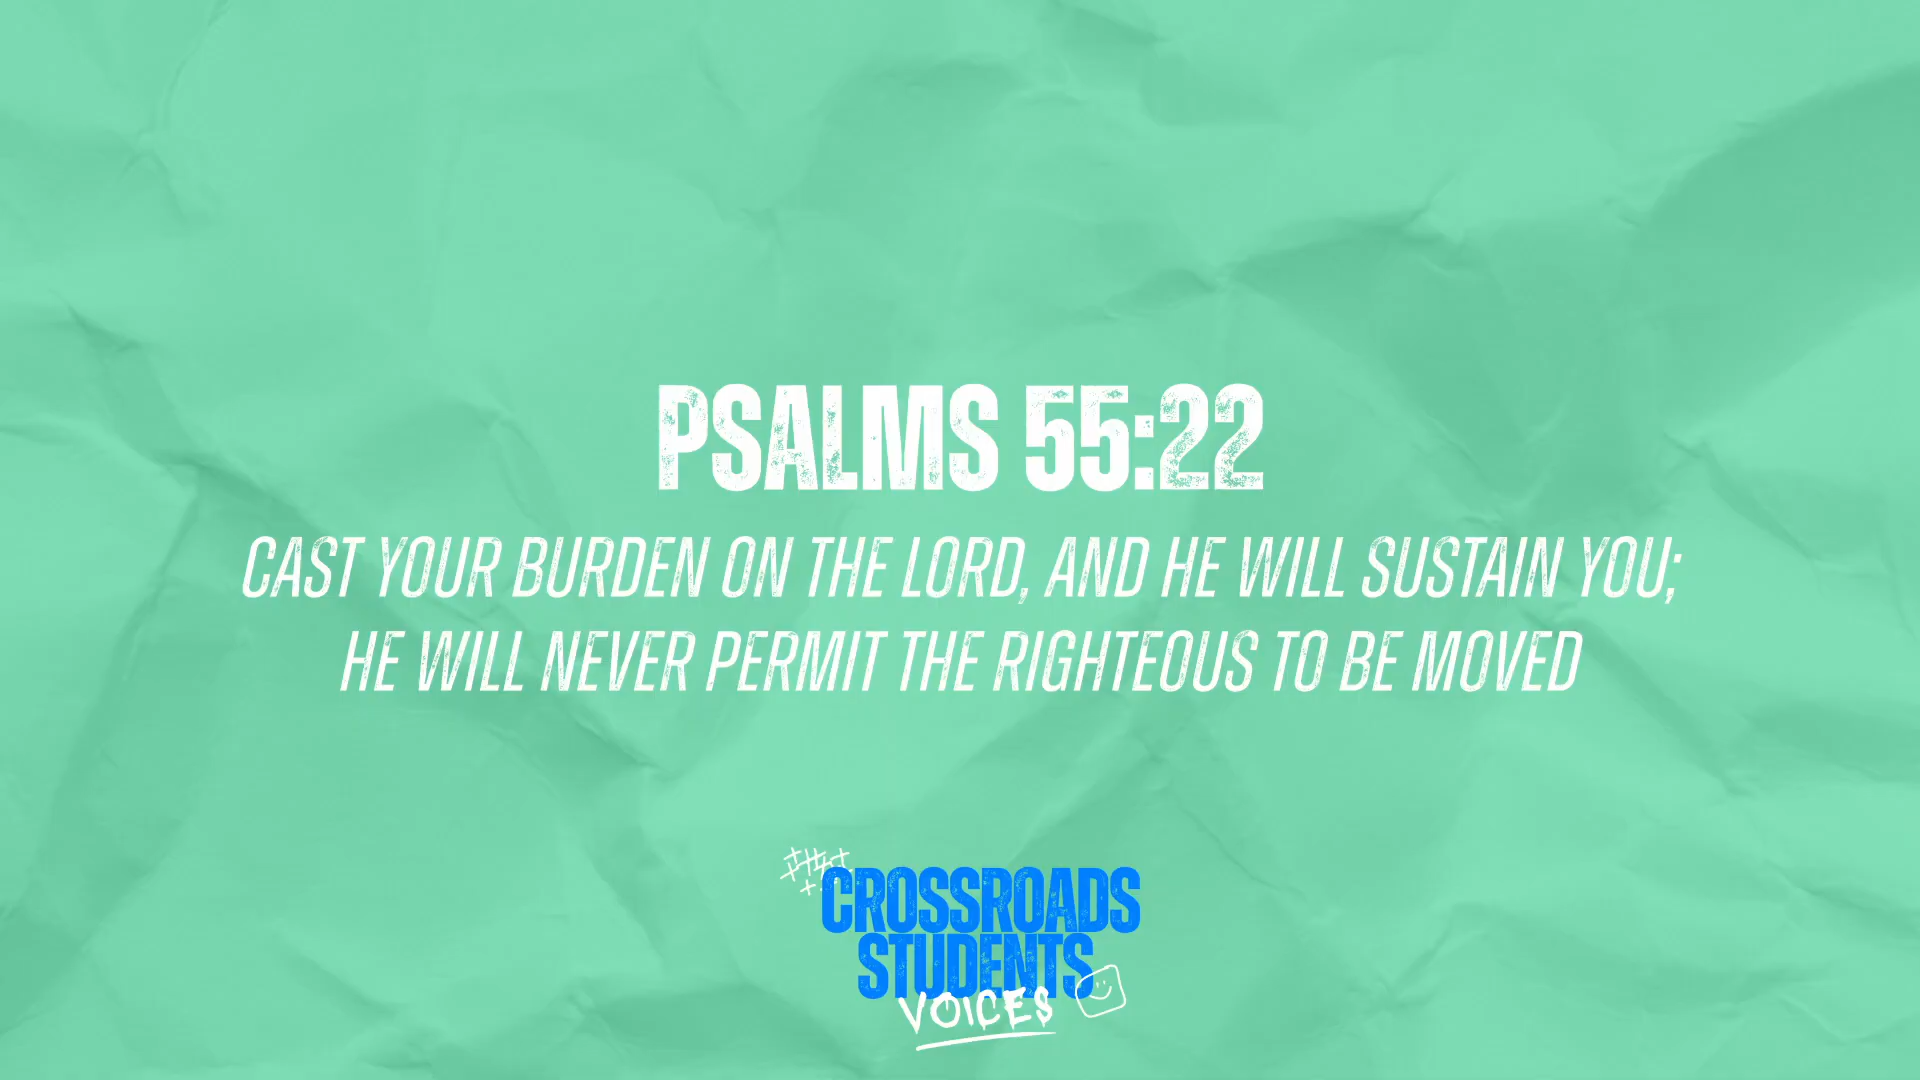 PSALMS 55:22
CAST YOUR BURDEN ON THE LORD, AND HE WILL SUSTAIN YOU;
HE WILL NEVER PERMIT THE RIGHTEOUS TO BE MOVED
CROSSROADS
STUDENTS
VOICES